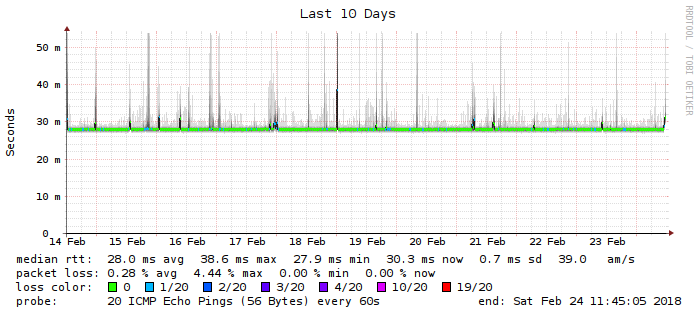 Last 10 Days
RRDTOOL / TOBI OETIKER
Seconds
50 m
40 m
30 m
20 m
10 m
0
14 Feb 15 Feb 16 Feb 17 Feb 18 Feb 19 Feb 20 Feb 21 Feb 22 Feb 23 Feb
median rtt: 28.0 ms avg 38.6 ms max 27.9 ms min 30.3 ms now 0.7 ms sd 39.0 am/s
packet loss: 0.28 % avg 4.44 % max 0.00 % min 0.00 % now
loss color: 0 1/20 2/20 3/20 4/20 10/20 19/20
probe: 20 ICMP Echo Pings (56 Bytes) every 60s end: Sat Feb 24 11:45:05 2018